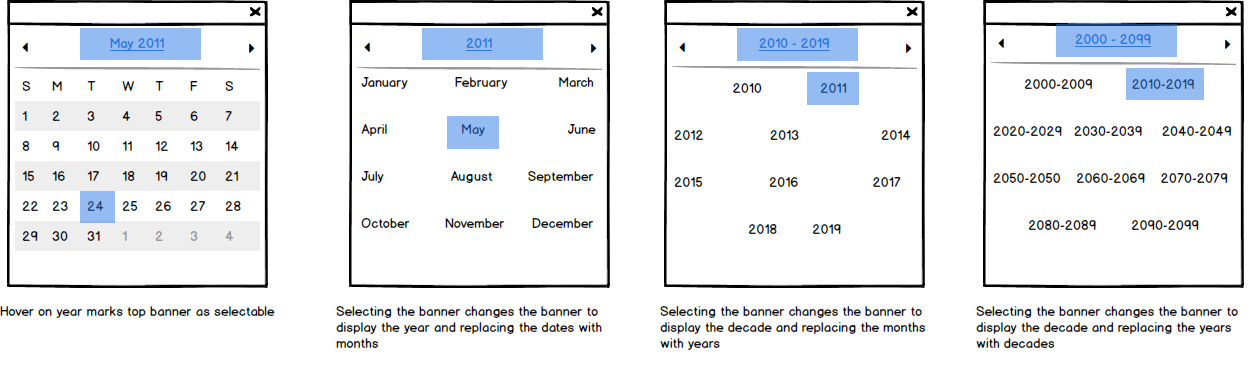 May 2011
S M T W T F S
1 2 3 4 5 6 7
8 9 10 11 12 13 14
15 16 17 18 19 20 21
22 23 24 25 26 27 28
29 30 31 1 2 3 4
Hover on year marks top banner as selectable
2011
January February March
April May June
July August September
October November December
Selecting the banner changes the banner to
display the year and replacing the dates with
months
2010 - 2019
2010 2011
2012 2013 2014
2015 2016 2017
2018 2019
Selecting the banner changes the banner to
display the decade and replacing the months
with years
2000 - 2099
2000-2009 2010-2019
2020-2029 2030-2039 2040-2049
2050-2050 2060-2069 2070-2079
2080-2089 2090-2099
Selecting the banner changes the banner to
display the decade and replacing the years
with decades